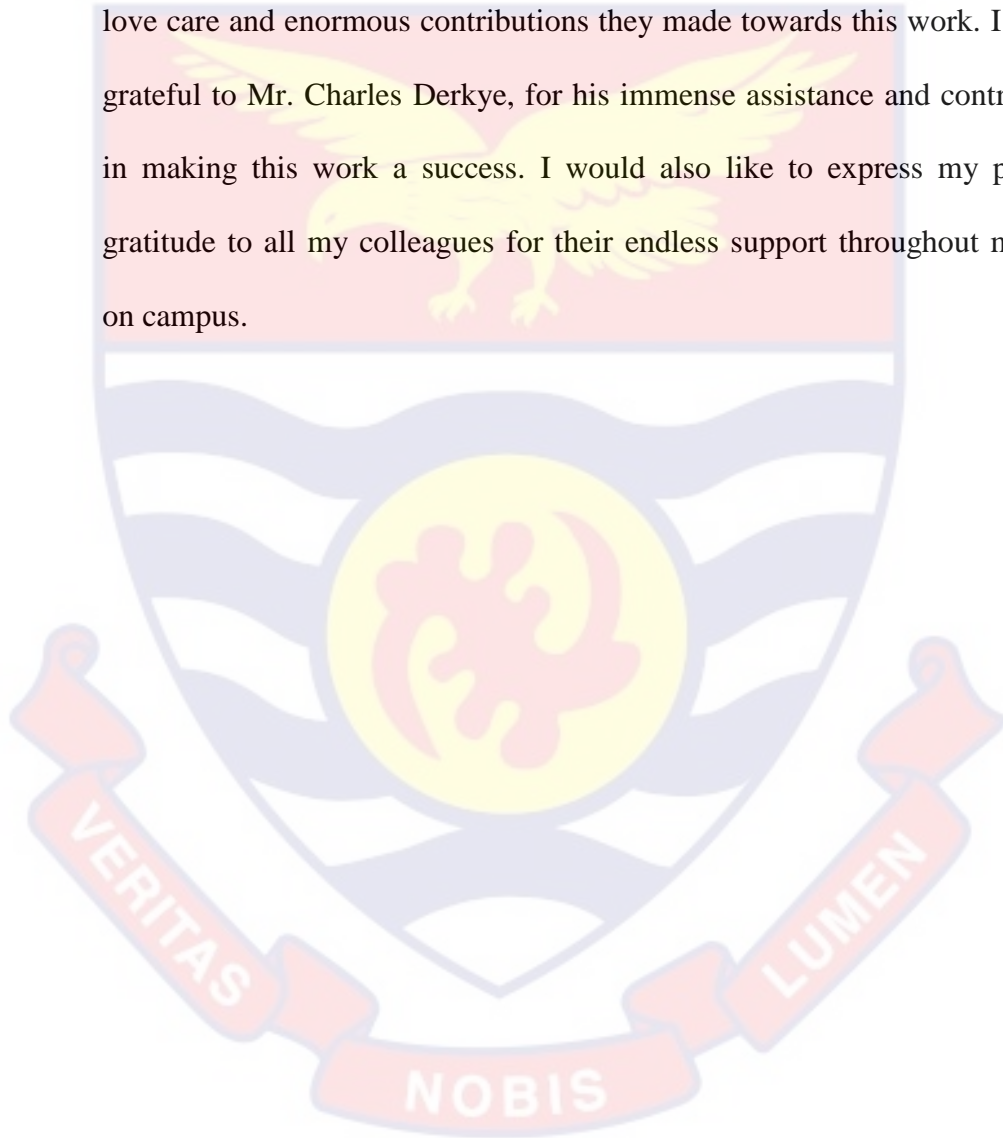 love care and enormous contributions they made towards this work. I
grateful to Mr. Charles Derkye, for his immense assistance and contr
in making this work a success. I would also like to express my p
gratitude to all my colleagues for their endless support throughout
on campus.
VERITAS
NOBIS
LUMEN